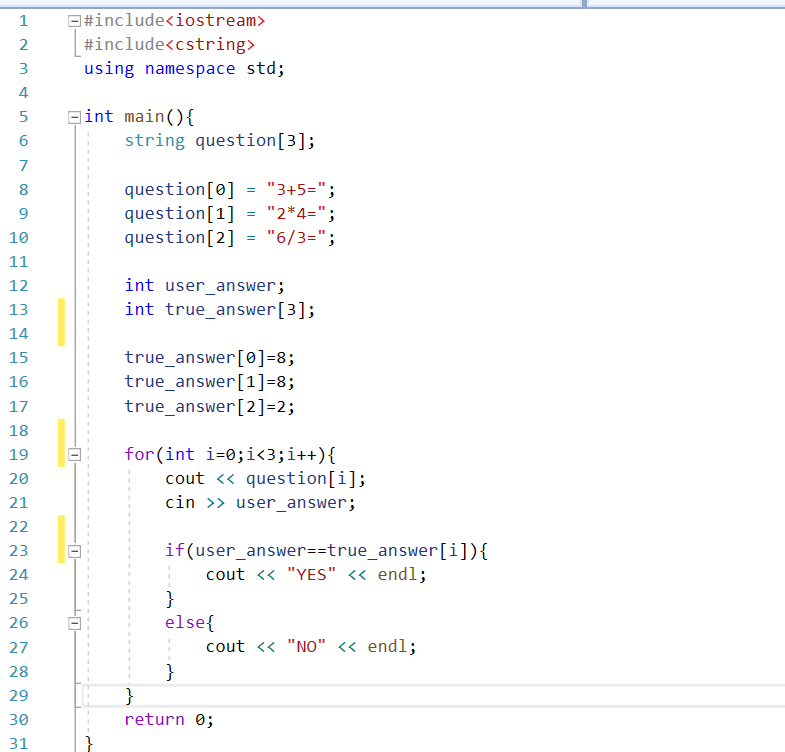 1 #include<iostream>
2 #include<cstring>
3 using namespace std;
4
5 int main(){
6     string question[3];
7
8     question[0] = "3+5=";
9     question[1] = "2*4=";
10     question[2] = "6/3=";
11
12     int user_answer;
13     int true_answer[3];
14
15     true_answer[0]=8;
16     true_answer[1]=8;
17     true_answer[2]=2;
18
19     for(int i=0;i<3;i++){
20         cout << question[i];
21         cin >> user_answer;
22
23         if(user_answer==true_answer[i]){
24             cout << "YES" << endl;
25         }
26         else{
27             cout << "NO" << endl;
28         }
29     }
30     return 0;
31 }